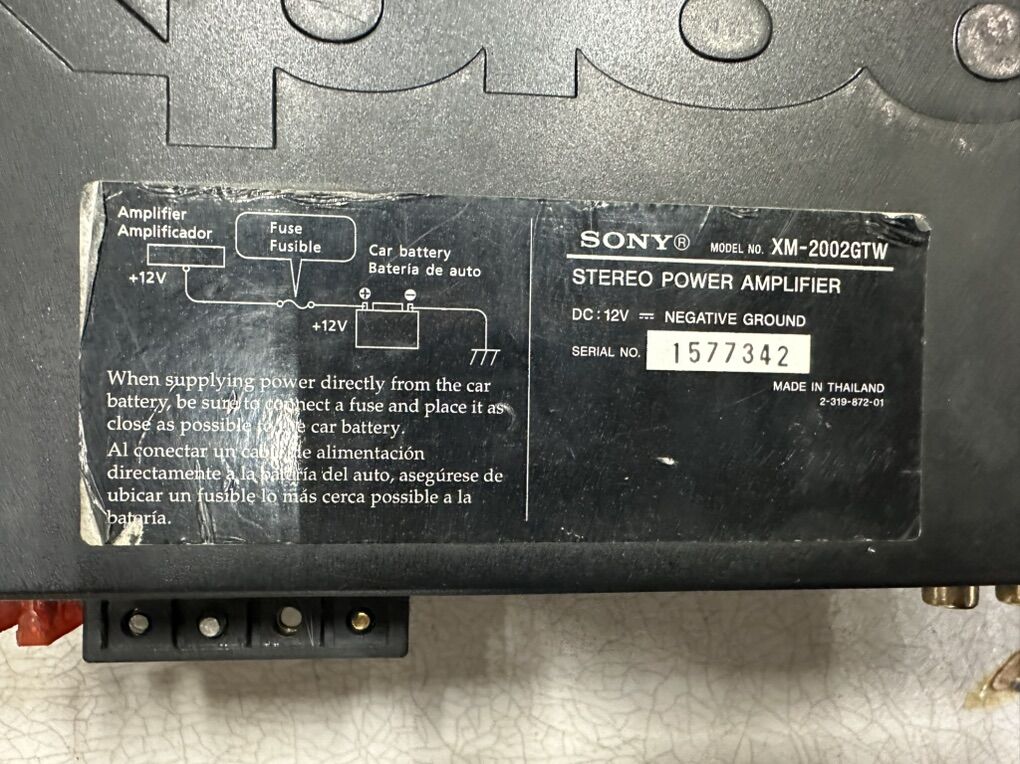 Amplifier
Amplificador
+12V
Fuse
Fusible
Car battery
Batería de auto
+12V
When supplying power directly from the car
battery, be sure to connect a fuse and place it as
close as possible to the car battery.
Al conectar un cable de alimentación
directamente a la batería del auto, asegúrese de
ubicar un fusible lo más cerca possible a la
batería.
SONY® MODEL NO. XM-2002GTW
STEREO POWER AMPLIFIER
DC : 12V ⎓ NEGATIVE GROUND
SERIAL NO. 1577342
MADE IN THAILAND
2-319-872-01